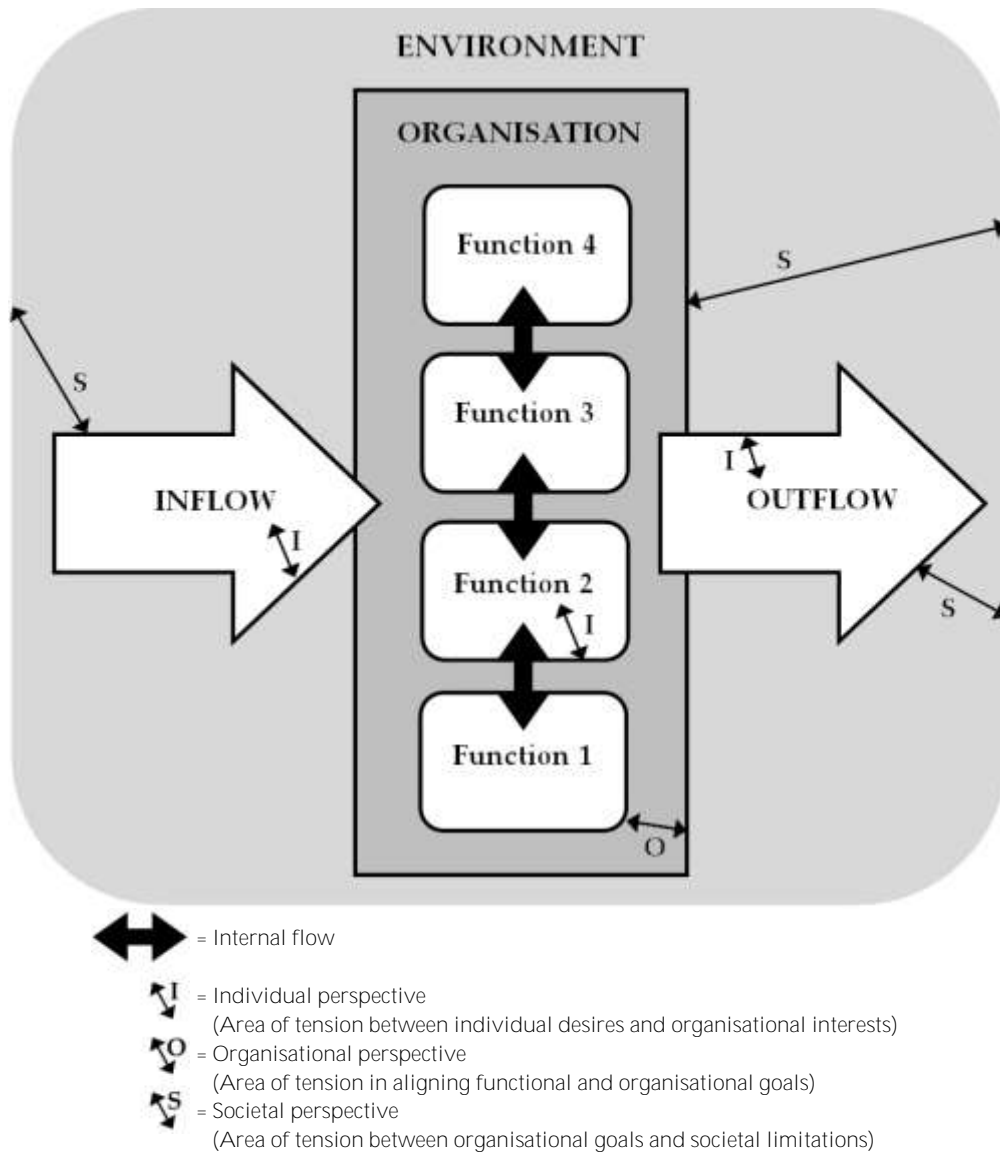 ENVIRONMENT
ORGANISATION
Function 4
S
S
Function 3
I
INFLOW
OUTFLOW
I
Function 2
I
S
Function 1
O
= Internal flow
I = Individual perspective
(Area of tension between individual desires and organisational interests)
O = Organisational perspective
(Area of tension in aligning functional and organisational goals)
S = Societal perspective
(Area of tension between organisational goals and societal limitations)